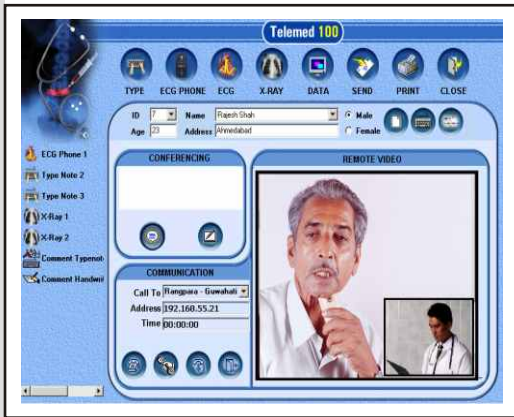 Telemed 100
TYPE ECG PHONE ECG X-RAY DATA SEND PRINT CLOSE
ID 7 Name Rajesh Shah Male
Age 23 Address Ahmedabad Female
ECG Phone 1
Type Note 2
Type Note 3
X-Ray 1
X-Ray 2
Comment Typenot
Comment Handwri
CONFERENCING
REMOTE VIDEO
COMMUNICATION
Call To Rangpara - Guwahati
Address 192.168.55.21
Time 00:00:00